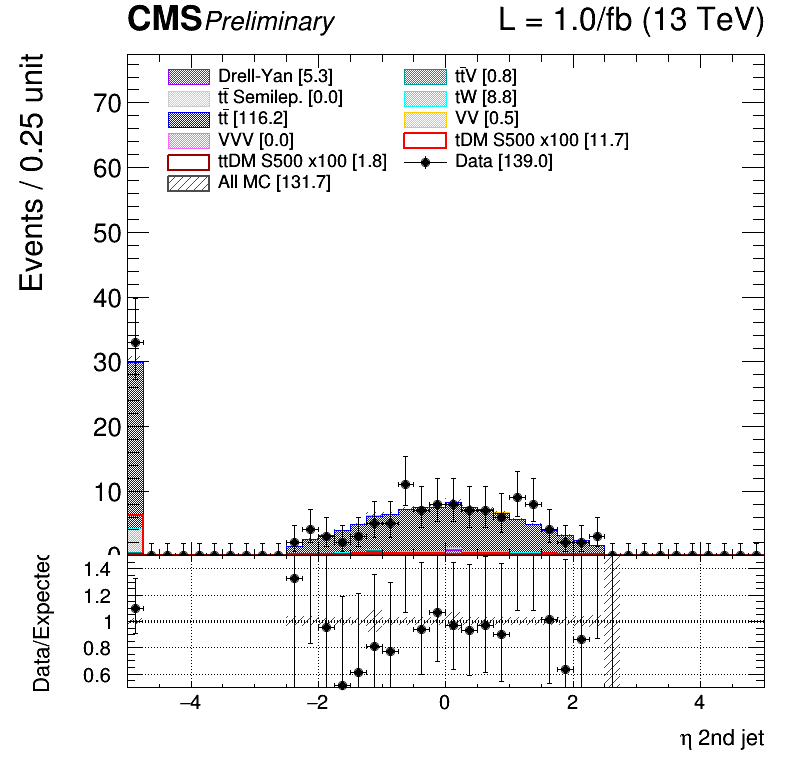 CMS Preliminary L = 1.0/fb (13 TeV)
Events / 0.25 unit
Drell-Yan [5.3]
tt̄V [0.8]
tt̄ Semilep. [0.0]
tW [8.8]
tt̄ [116.2]
VV [0.5]
VVV [0.0]
tDM S500 x100 [11.7]
ttDM S500 x100 [1.8]
Data [139.0]
All MC [131.7]
70
60
50
40
30
20
10
0
Data/Expected
1.4
1.2
1
0.8
0.6
−4 −2 0 2 4
η 2nd jet